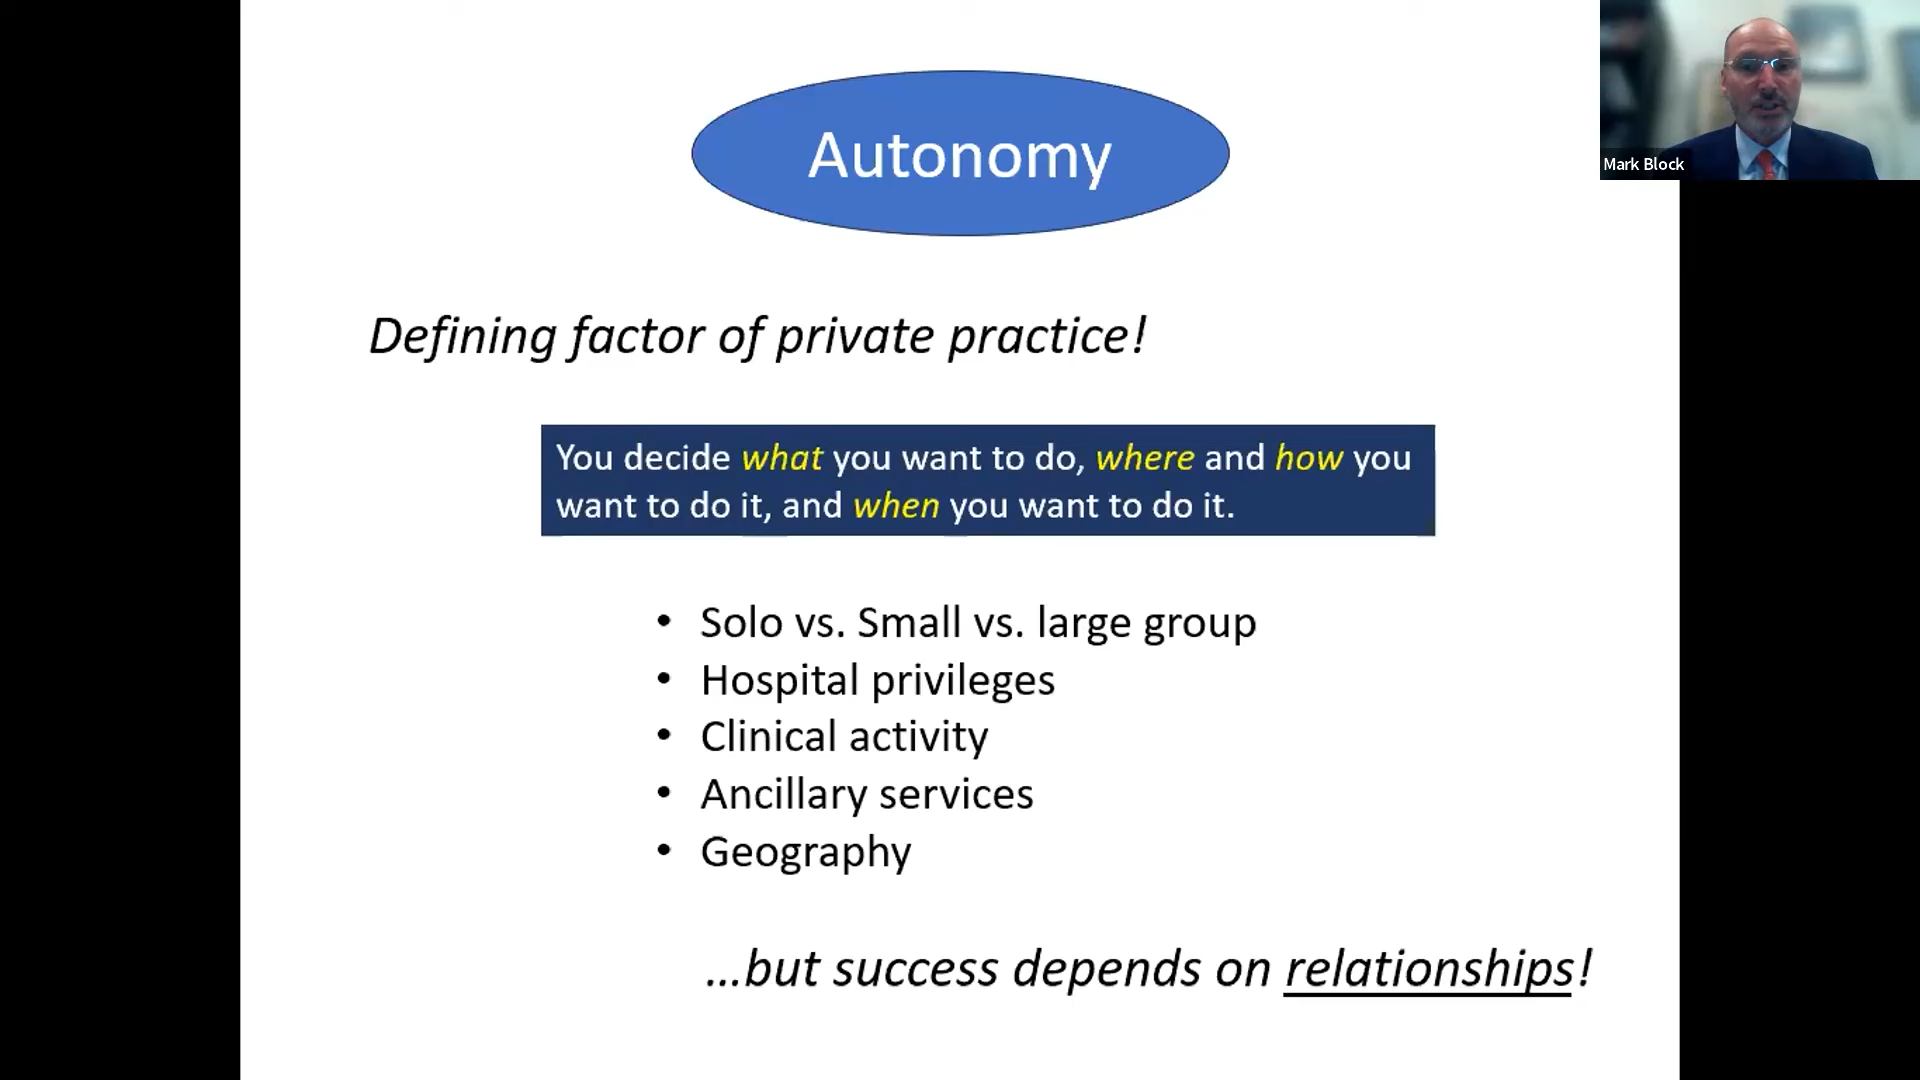 Autonomy
Mark Block
Defining factor of private practice!
You decide what you want to do, where and how you
want to do it, and when you want to do it.
• Solo vs. Small vs. large group
• Hospital privileges
• Clinical activity
• Ancillary services
• Geography
...but success depends on relationships!